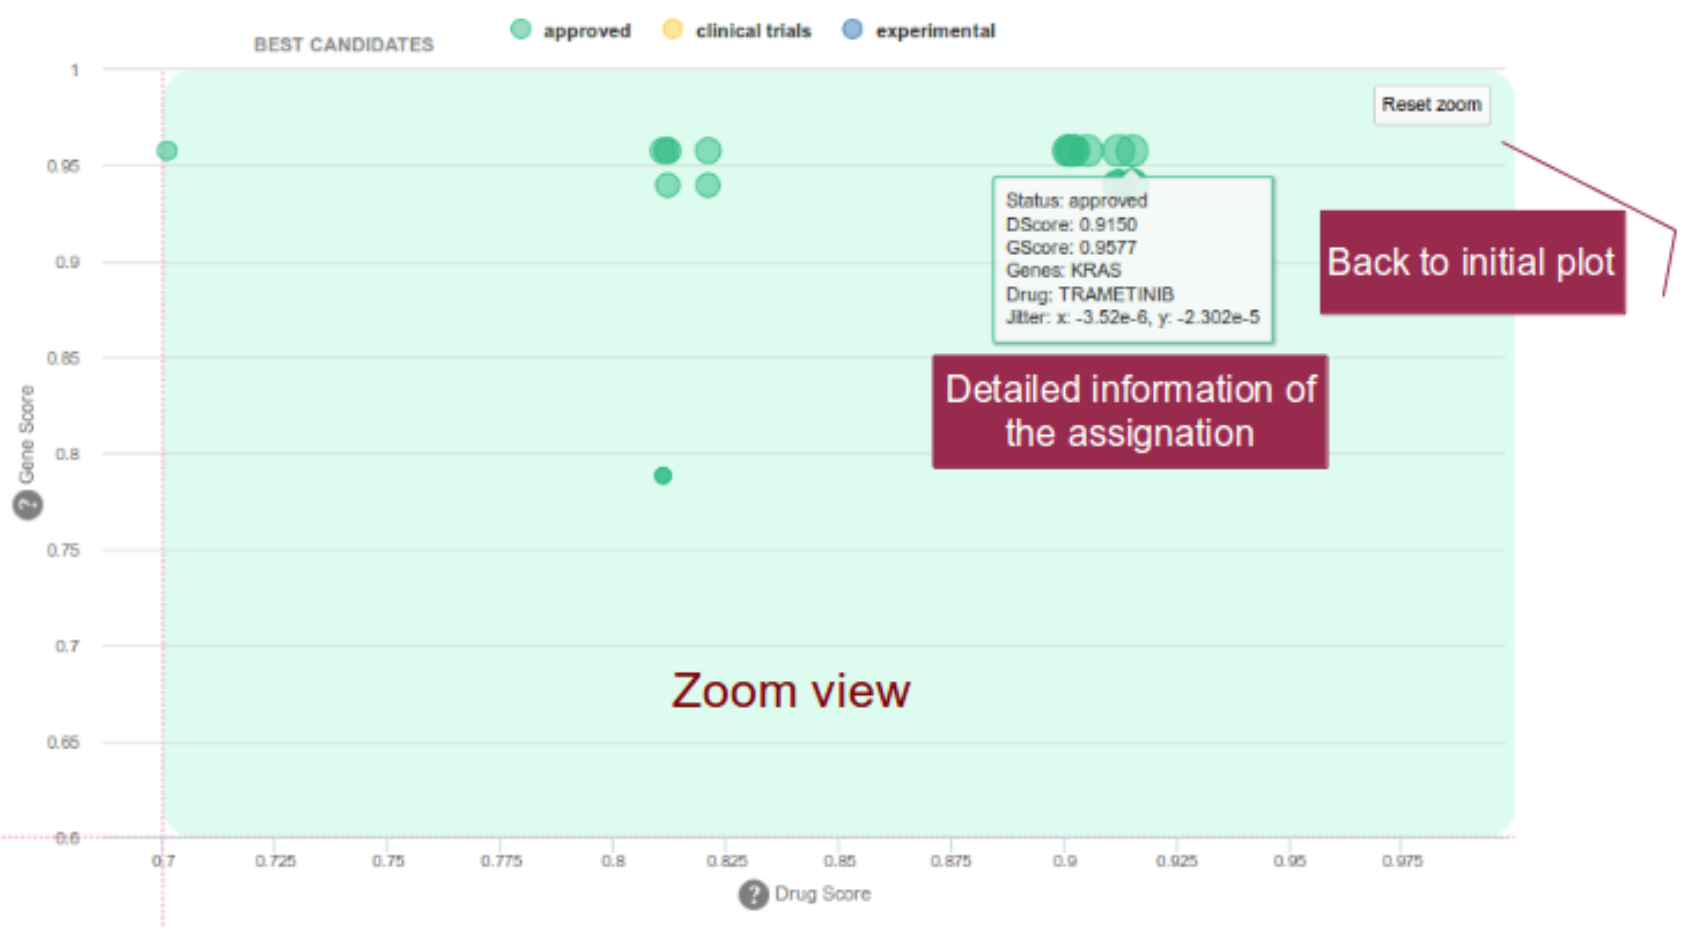 approved clinical trials experimental
BEST CANDIDATES
1
Reset zoom
0.95
Status: approved
DScore: 0.9150
GScore: 0.9577
Genes: KRAS
Drug: TRAMETINIB
Jitter: x: -3.52e-6, y: -2.302e-5
Back to initial plot
0.9
0.85
Detailed information of
the assignation
0.8
? Gene Score
0.75
0.7
Zoom view
0.65
0.6
0.7 0.725 0.75 0.775 0.8 0.825 0.85 0.875 0.9 0.925 0.95 0.975
? Drug Score